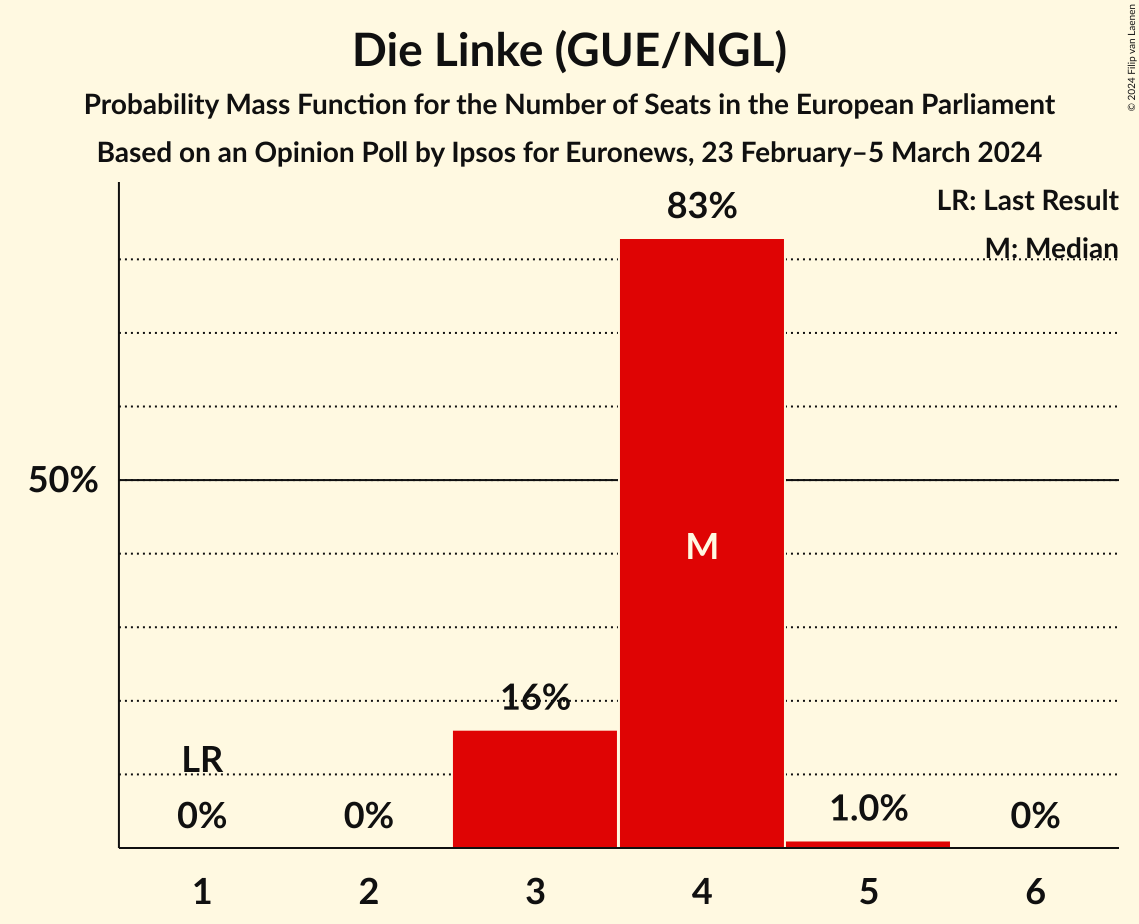 Die Linke (GUE/NGL)
Probability Mass Function for the Number of Seats in the European Parliament
Based on an Opinion Poll by Ipsos for Euronews, 23 February–5 March 2024
LR: Last Result
M: Median
83%
50%
M
16%
LR
0%
0%
1.0%
0%
1
2
3
4
5
6
© 2024 Filip van Laenen